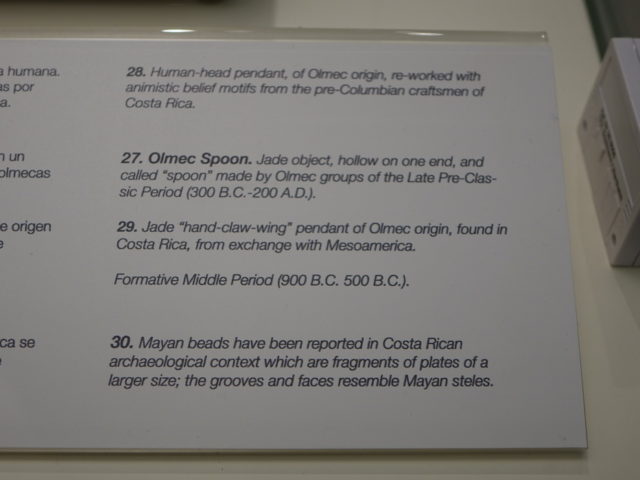 a humana.
as por
a.
28. Human-head pendant, of Olmec origin, re-worked with
animistic belief motifs from the pre-Columbian craftsmen of
Costa Rica.
n un
olmecas
27. Olmec Spoon. Jade object, hollow on one end, and
called “spoon” made by Olmec groups of the Late Pre-Clas-
sic Period (300 B.C.-200 A.D.).
e origen
e
29. Jade “hand-claw-wing” pendant of Olmec origin, found in
Costa Rica, from exchange with Mesoamerica.
Formative Middle Period (900 B.C. 500 B.C.).
ca se
30. Mayan beads have been reported in Costa Rican
archaeological context which are fragments of plates of a
larger size; the grooves and faces resemble Mayan steles.